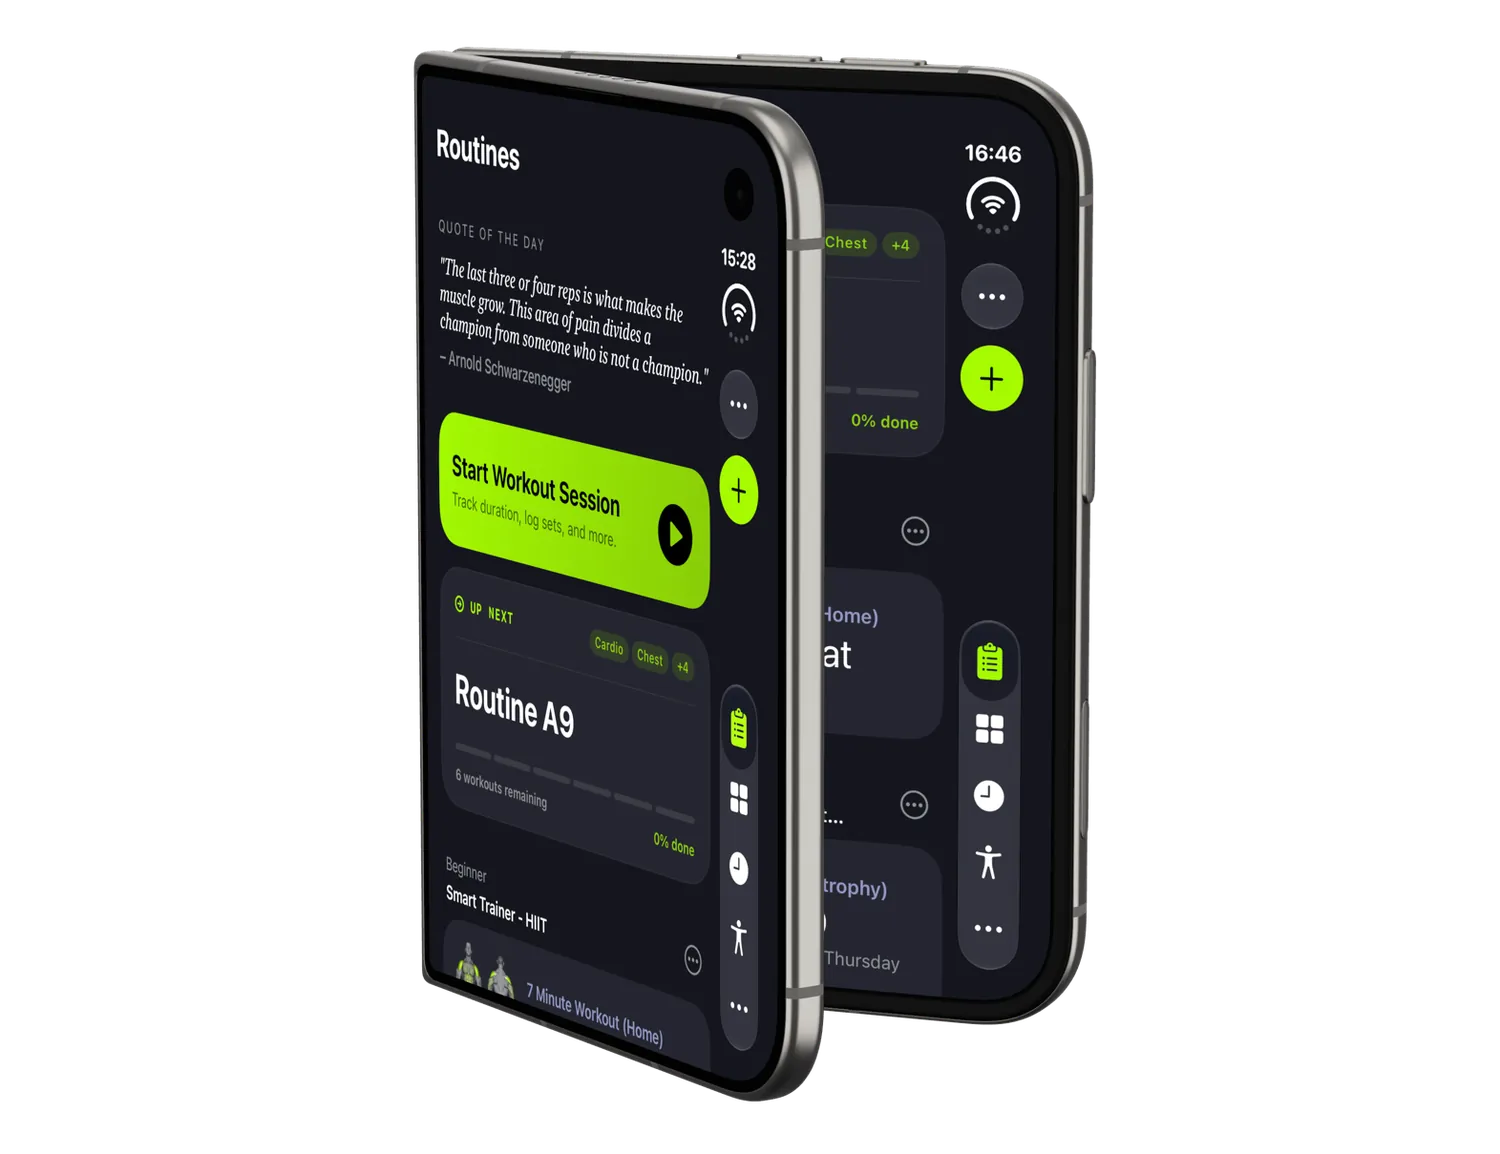 Routines
QUOTE OF THE DAY
"The last three or four reps is what makes the
muscle grow. This area of pain divides a
champion from someone who is not a champion."
– Arnold Schwarzenegger
15:28
Start Workout Session
Track duration, log sets, and more.
UP NEXT
Cardio Chest +4
Routine A9
6 workouts remaining
0% done
Beginner
Smart Trainer - HIIT
7 Minute Workout (Home)
16:46
Chest +4
0% done
Home)
at
t...
trophy)
Thursday